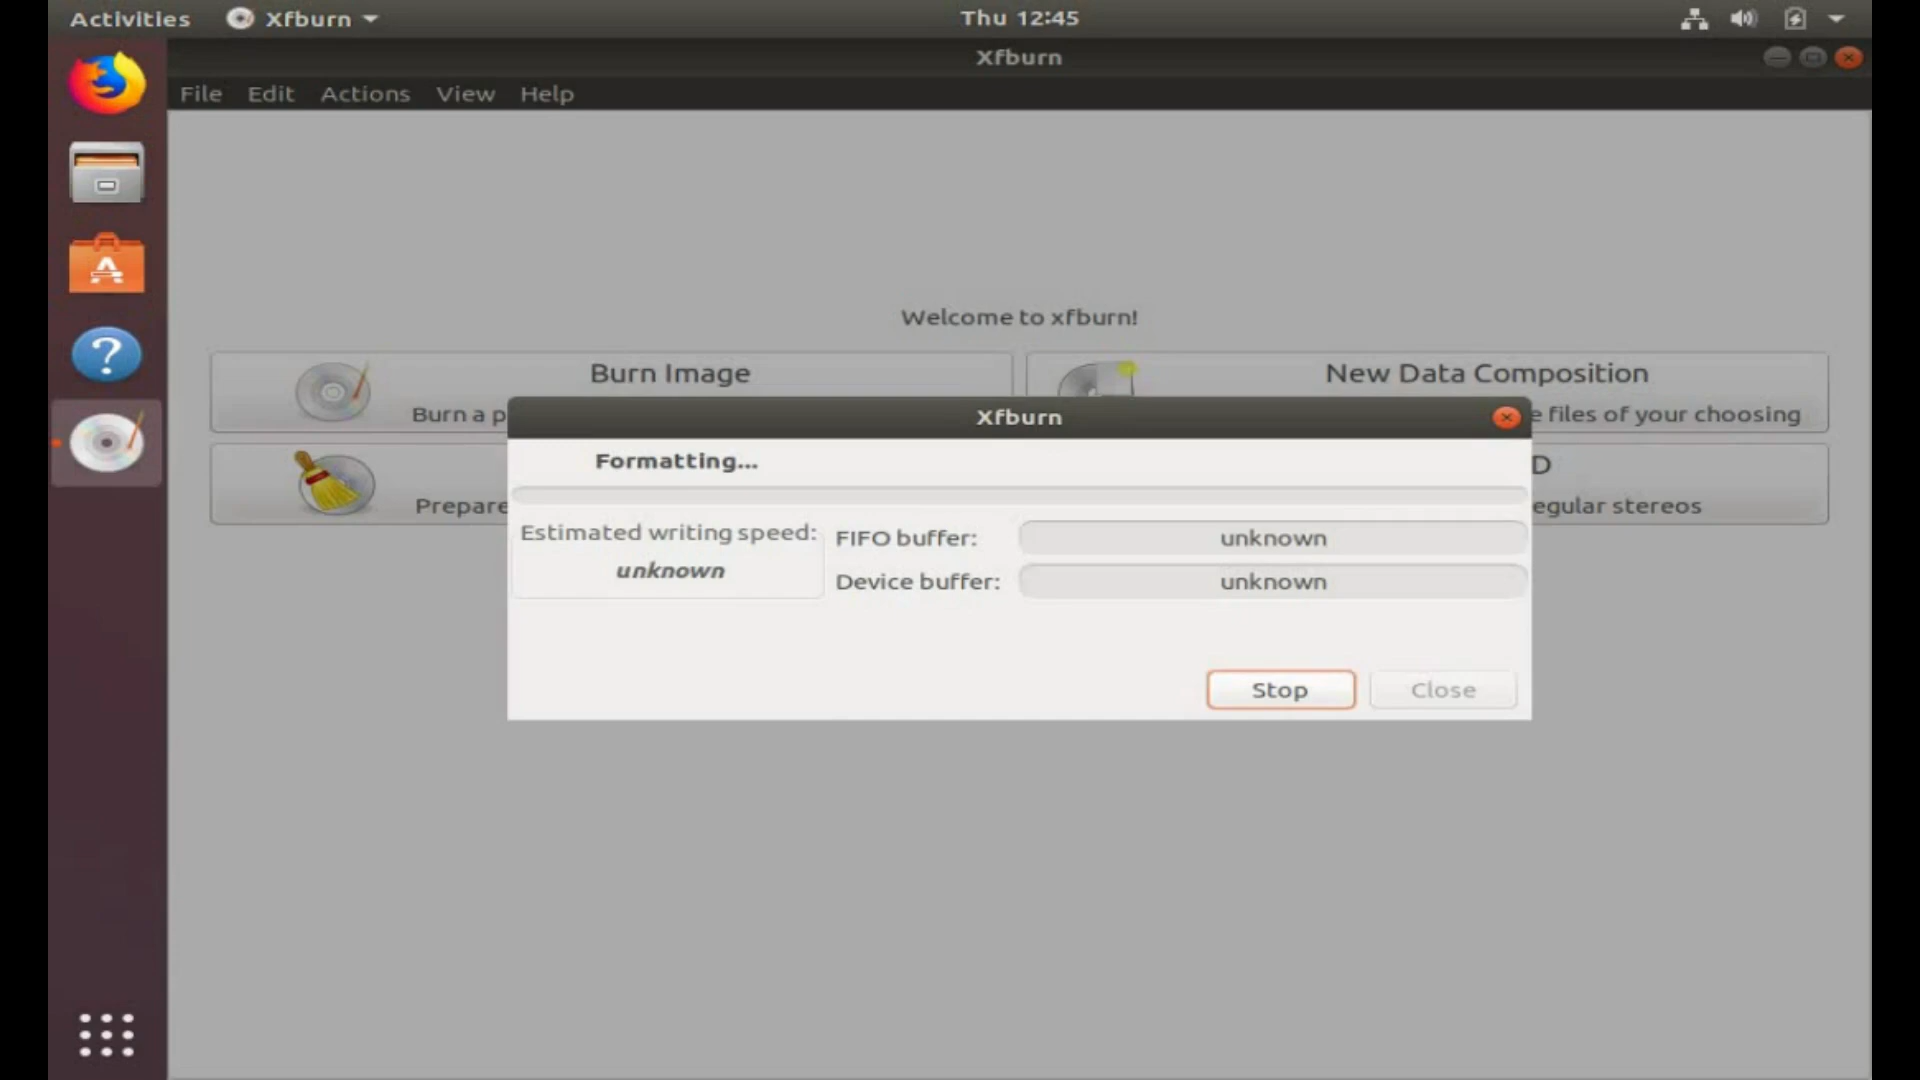 Activities Xfburn Thu 12:45
Xfburn
File Edit Actions View Help
Welcome to xfburn!
Burn Image New Data Composition
Burn a p e files of your choosing
Xfburn
Formatting...
D
Prepare egular stereos
Estimated writing speed: FIFO buffer: unknown
unknown Device buffer: unknown
Stop Close